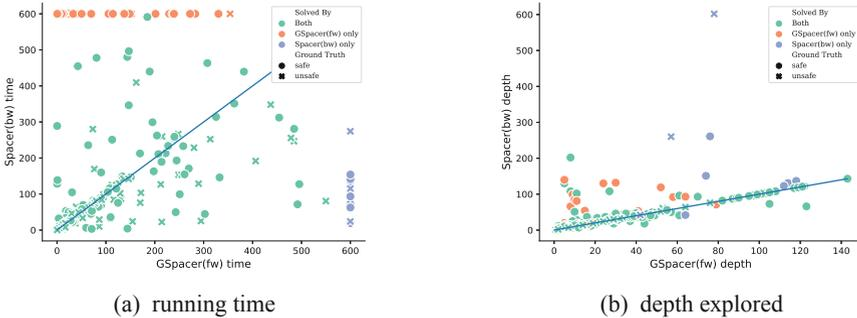 600
500
400
300
200
100
0
Spacer(bw) time
0 100 200 300 400 500 600
GSpacer(fw) time
Solved By
Both
GSpacer(fw) only
Spacer(bw) only
Ground Truth
safe
unsafe
(a) running time
600
500
400
300
200
100
0
Spacer(bw) depth
0 20 40 60 80 100 120 140
GSpacer(fw) depth
Solved By
Both
GSpacer(fw) only
Spacer(bw) only
Ground Truth
safe
unsafe
(b) depth explored